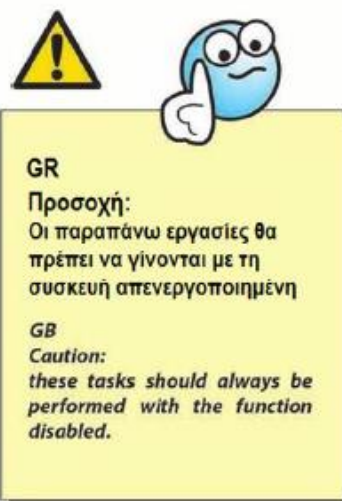 GR
Προσοχή:
Οι παραπάνω εργασίες θα
πρέπει να γίνονται με τη
συσκευή απενεργοποιημένη
GB
Caution:
these tasks should always be
performed with the function
disabled.